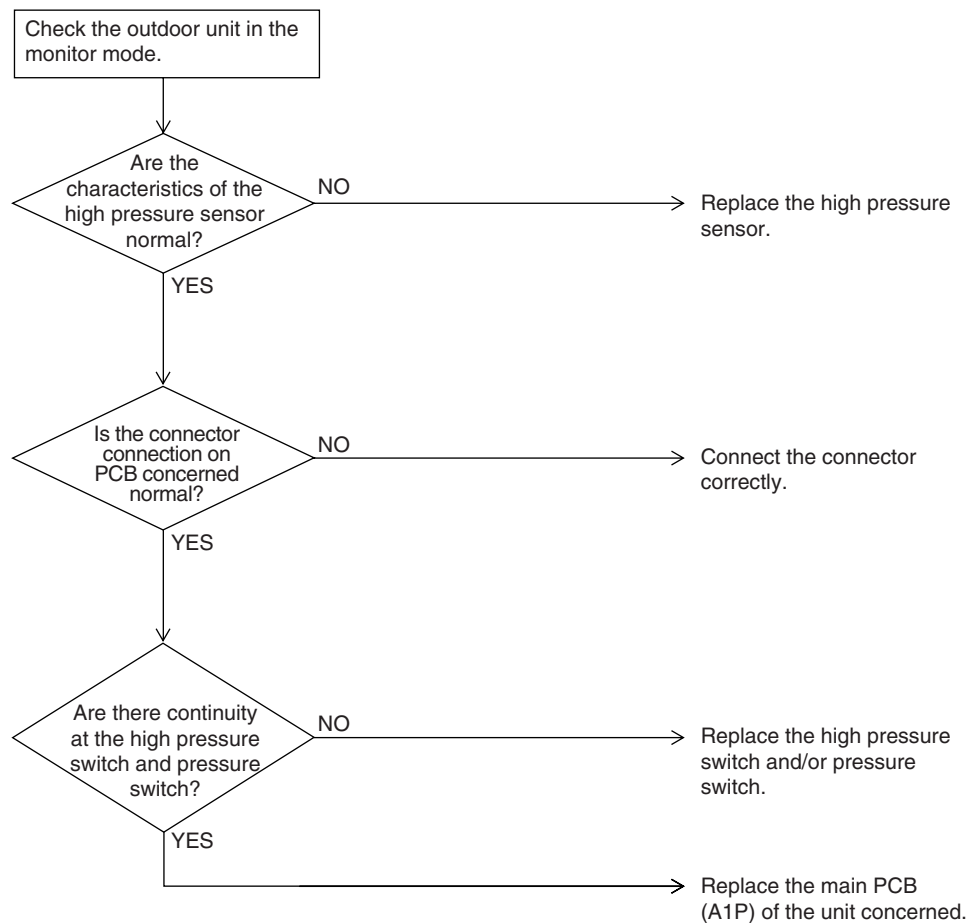 Check the outdoor unit in the
monitor mode.
Are the
characteristics of the
high pressure sensor
normal?
NO
Replace the high pressure
sensor.
YES
Is the connector
connection on
PCB concerned
normal?
NO
Connect the connector
correctly.
YES
Are there continuity
at the high pressure
switch and pressure
switch?
NO
Replace the high pressure
switch and/or pressure
switch.
YES
Replace the main PCB
(A1P) of the unit concerned.